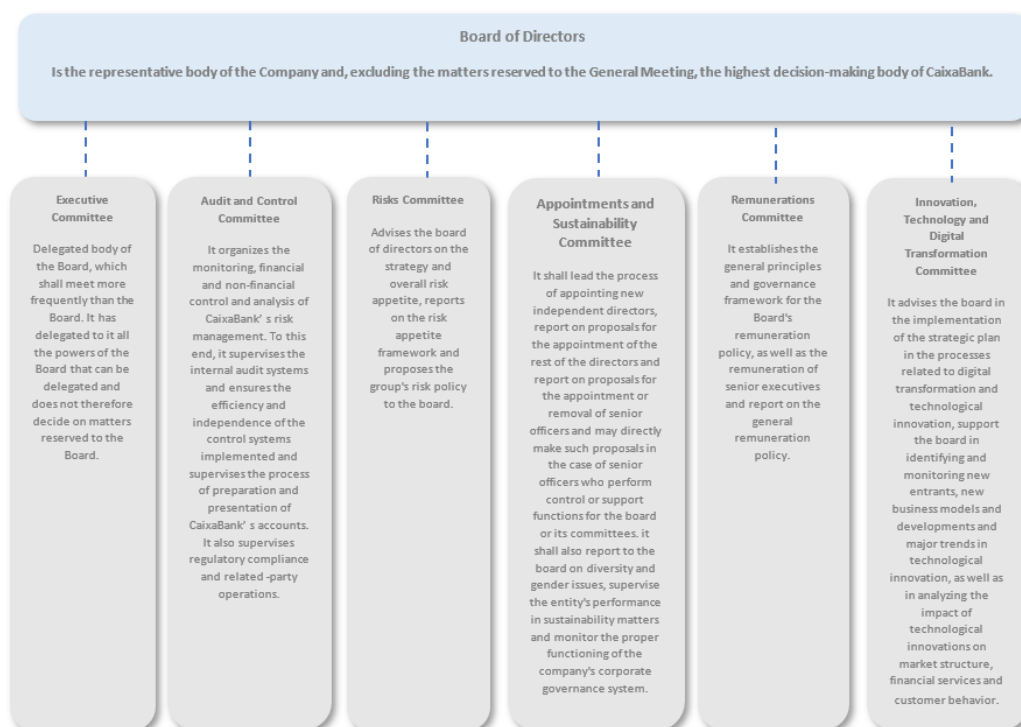 Board of Directors
Is the representative body of the Company and, excluding the matters reserved to the General Meeting, the highest decision-making body of CaixaBank.
Executive
Committee
Delegated body of
the Board, which
shall meet more
frequently than the
Board. It has
delegated to it all
the powers of the
Board that can be
delegated and
does not therefore
decide on matters
reserved to the
Board.
Audit and Control
Committee
It organizes the
monitoring, financial
and non-financial
control and analysis of
CaixaBank' s risk
management. To this
end, it supervises the
internal audit systems
and ensures the
efficiency and
independence of the
control systems
implemented and
supervises the process
of preparation and
presentation of
CaixaBank' s accounts.
It also supervises
regulatory compliance
and related -party
operations.
Risks Committee
Advises the board
of directors on the
strategy and
overall risk
appetite, reports
on the risk
appetite
framework and
proposes the
group's risk policy
to the board.
Appointments and
Sustainability
Committee
It shall lead the process
of appointing new
independent directors,
report on proposals for
the appointment of the
rest of the directors and
report on proposals for
the appointment or
removal of senior
officers and may directly
make such proposals in
the case of senior
officers who perform
control or support
functions for the board
or its committees. it
shall also report to the
board on diversity and
gender issues, supervise
the entity's performance
in sustainability matters
and monitor the proper
functioning of the
company's corporate
governance system.
Remunerations
Committee
It establishes the
general principles
and governance
framework for the
Board's
remuneration
policy, as well as the
remuneration of
senior executives
and report on the
general
remuneration
policy.
Innovation,
Technology and
Digital
Transformation
Committee
It advises the board in
the implementation
of the strategic plan
in the processes
related to digital
transformation and
technological
innovation, support
the board in
identifying and
monitoring new
entrants, new
business models and
developments and
major trends in
technological
innovation, as well as
in analyzing the
impact of
technological
innovations on
market structure,
financial services and
customer behavior.